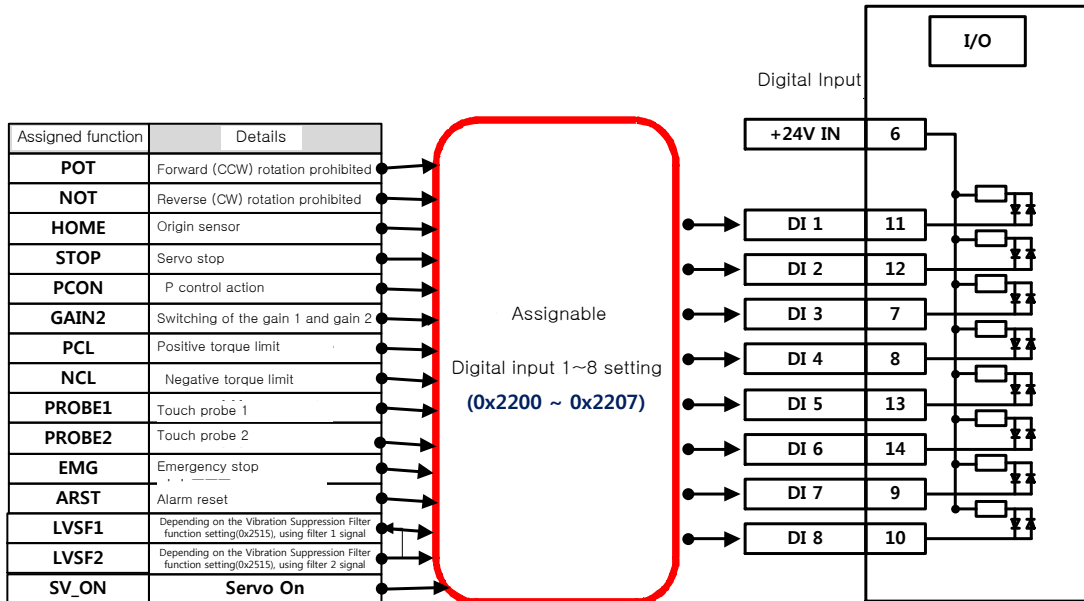 I/O
Digital Input
+24V IN 6
Assigned function Details
POT Forward (CCW) rotation prohibited
NOT Reverse (CW) rotation prohibited
HOME Origin sensor
STOP Servo stop
PCON P control action
GAIN2 Switching of the gain 1 and gain 2
PCL Positive torque limit
NCL Negative torque limit
PROBE1 Touch probe 1
PROBE2 Touch probe 2
EMG Emergency stop
ARST Alarm reset
LVSF1 Depending on the Vibration Suppression Filter
function setting(0x2515), using filter 1 signal
LVSF2 Depending on the Vibration Suppression Filter
function setting(0x2515), using filter 2 signal
SV_ON Servo On
Assignable
Digital input 1~8 setting
(0x2200 ~ 0x2207)
DI 1 11
DI 2 12
DI 3 7
DI 4 8
DI 5 13
DI 6 14
DI 7 9
DI 8 10